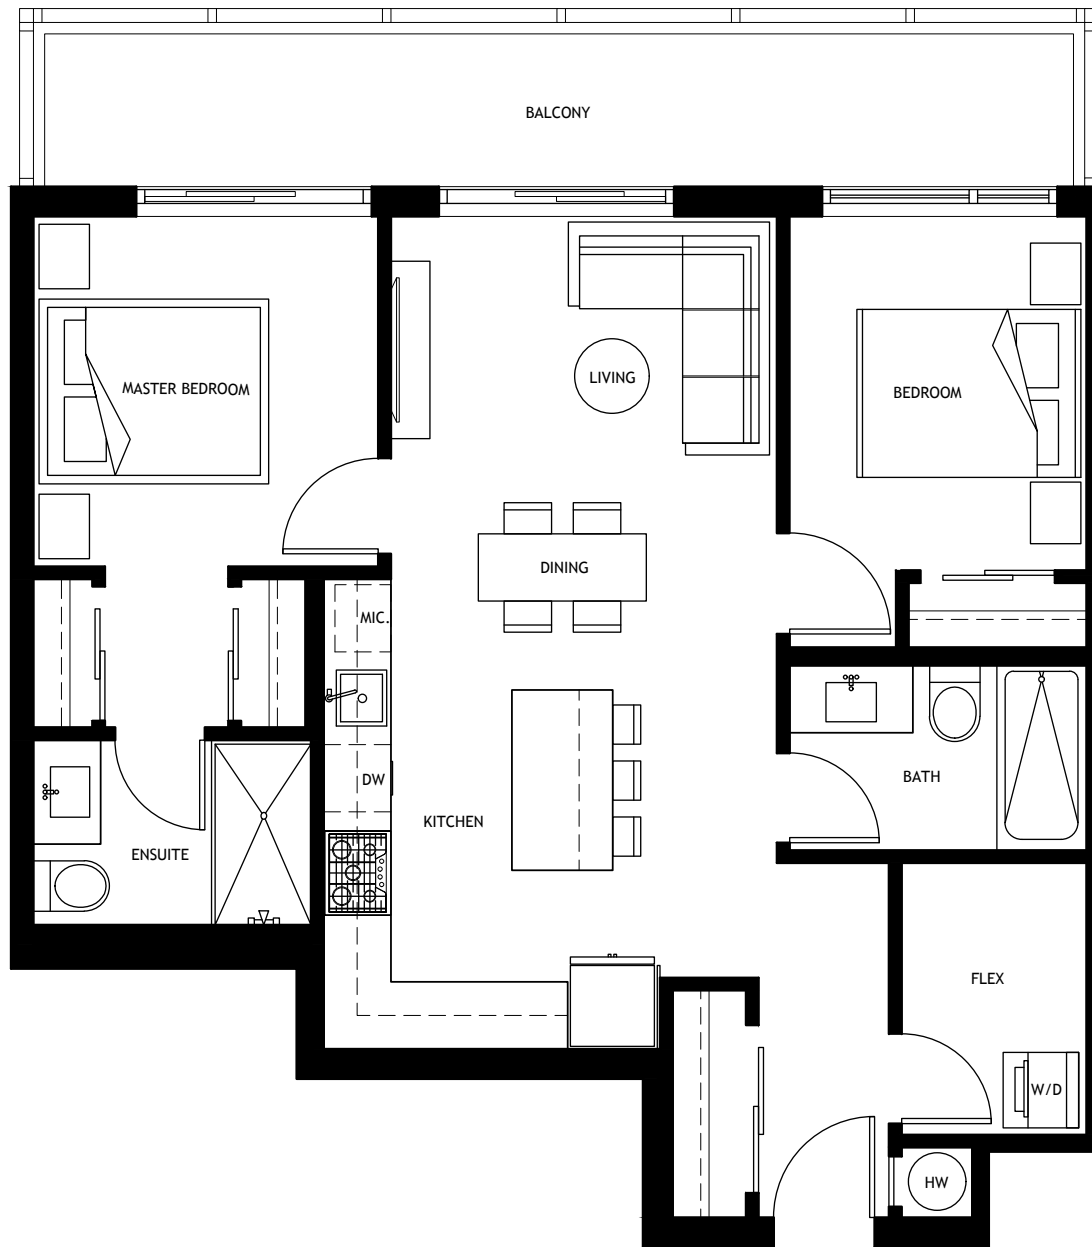 BALCONY
MASTER BEDROOM
LIVING
BEDROOM
DINING
MIC.
DW
KITCHEN
BATH
ENSUITE
FLEX
W/D
HW